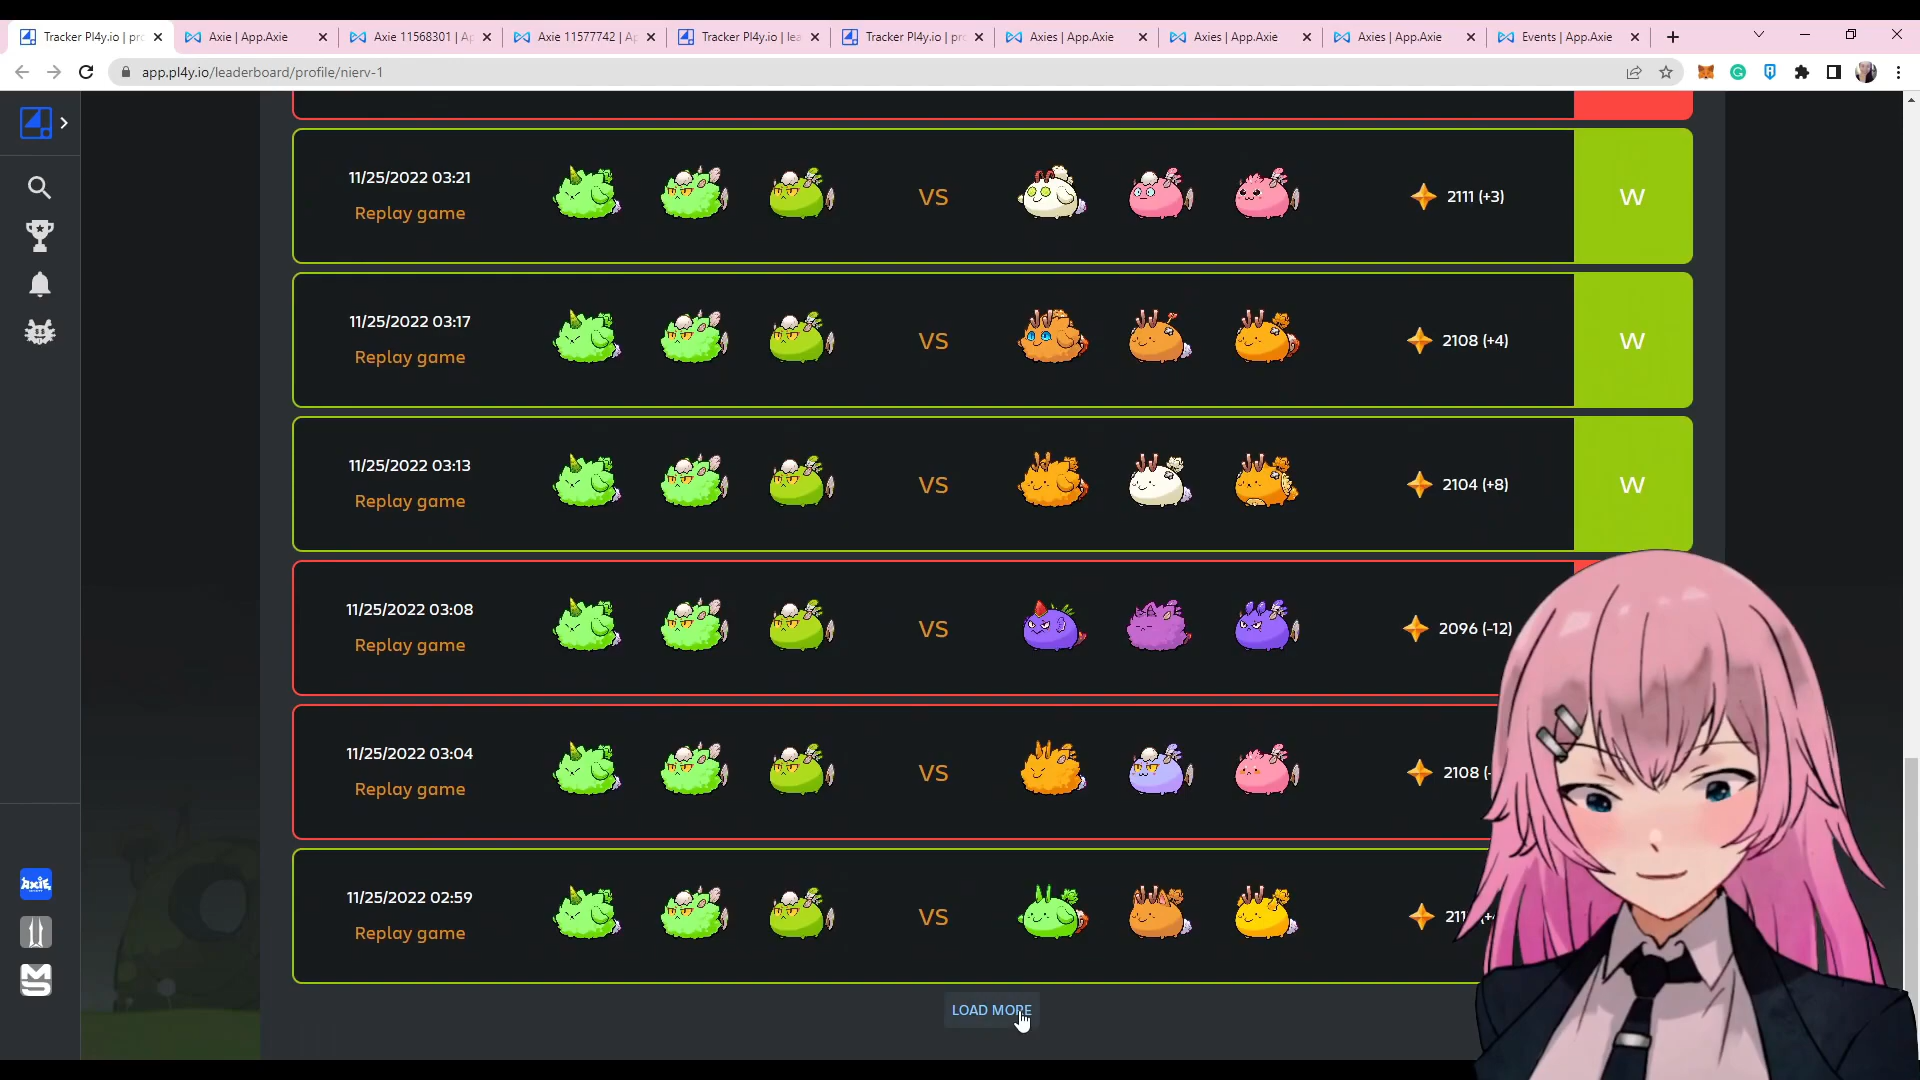 Tracker Pl4y.io | pr
Axie | App.Axie
Axie 11568301 | Ap
Axie 11577742 | Ap
Tracker Pl4y.io | lea
Tracker Pl4y.io | pr
Axies | App.Axie
Axies | App.Axie
Axies | App.Axie
Events | App.Axie
app.pl4y.io/leaderboard/profile/nierv-1
11/25/2022 03:21
Replay game
VS
2111 (+3)
W
11/25/2022 03:17
Replay game
VS
2108 (+4)
W
11/25/2022 03:13
Replay game
VS
2104 (+8)
W
11/25/2022 03:08
Replay game
VS
2096 (-12)
11/25/2022 03:04
Replay game
VS
2108 (-
11/25/2022 02:59
Replay game
VS
LOAD MORE
AXIE